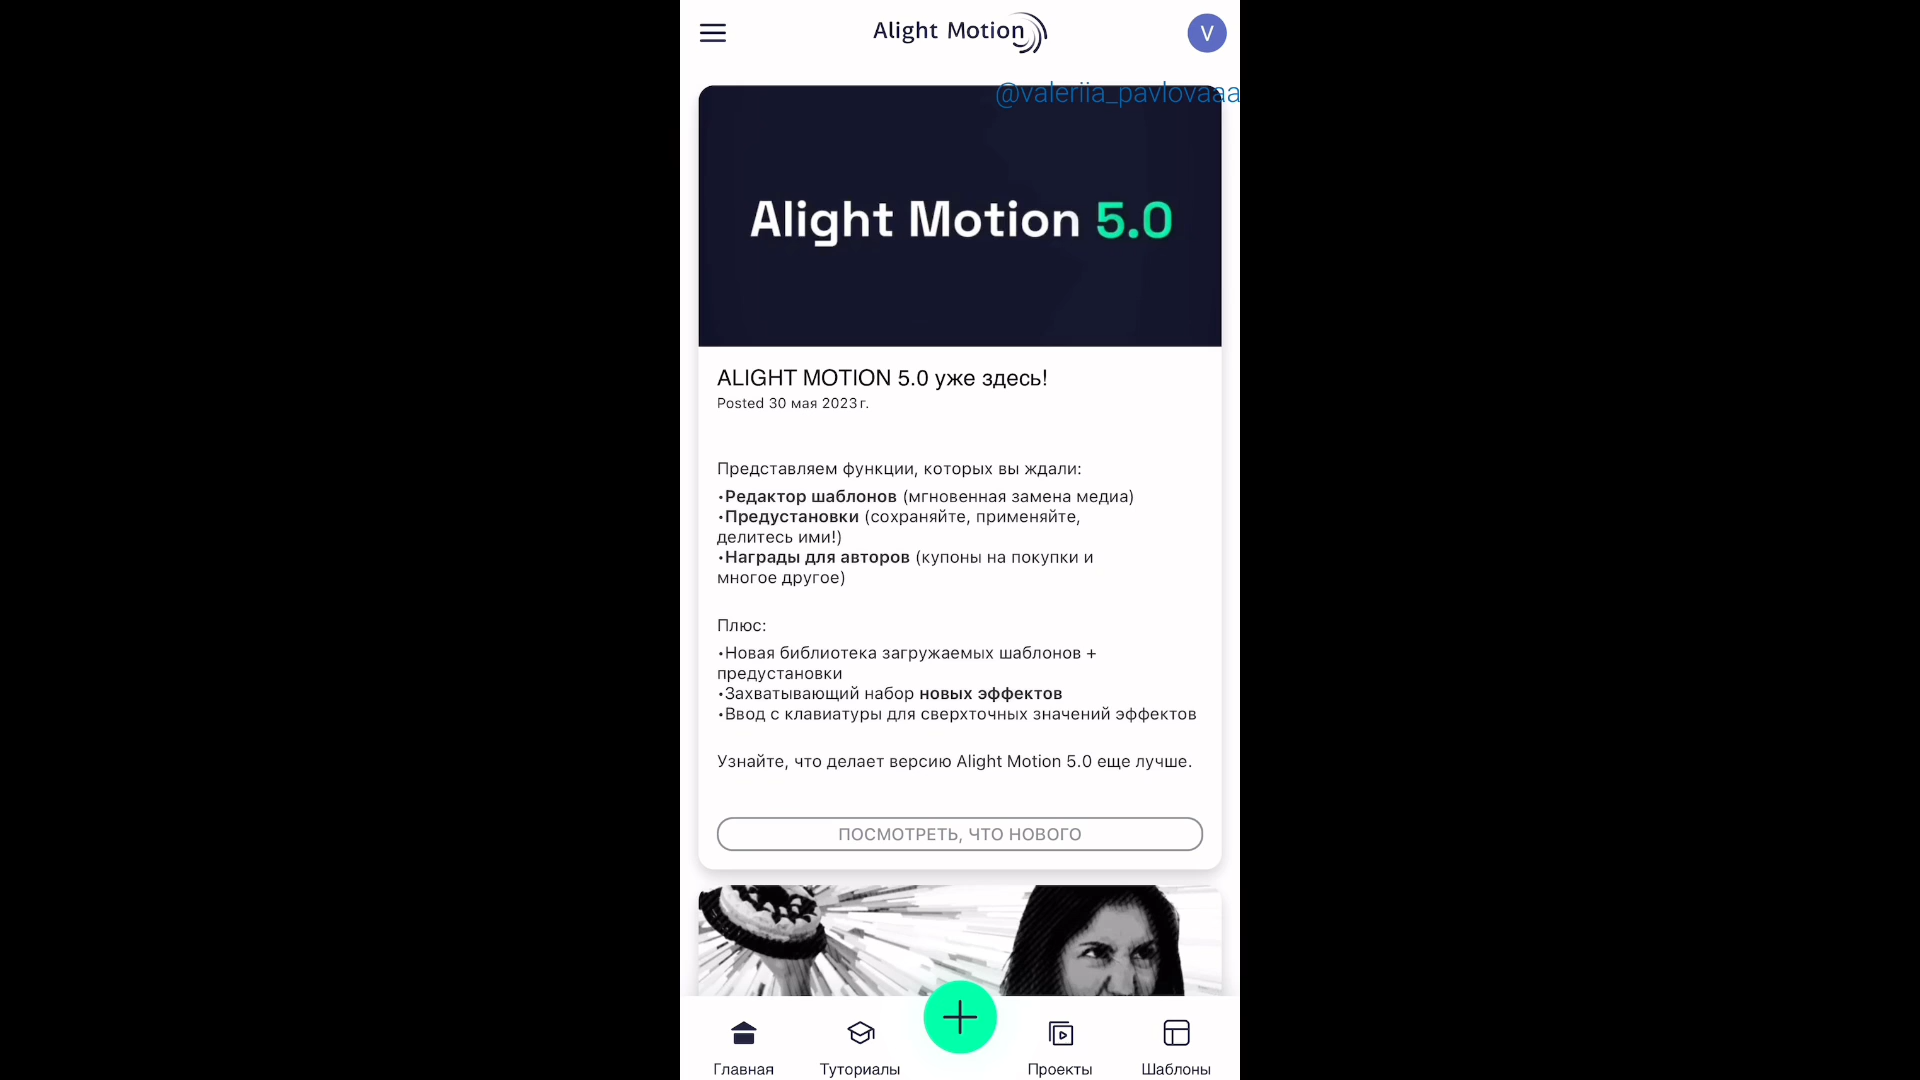 Alight Motion
V
@valeriia_pavlovaaa
Alight Motion 5.0
ALIGHT MOTION 5.0 уже здесь!
Posted 30 мая 2023 г.
Представляем функции, которых вы ждали:
•Редактор шаблонов (мгновенная замена медиа)
•Предустановки (сохраняйте, применяйте,
делитесь ими!)
•Награды для авторов (купоны на покупки и
многое другое)
Плюс:
•Новая библиотека загружаемых шаблонов +
предустановки
•Захватывающий набор новых эффектов
•Ввод с клавиатуры для сверхточных значений эффектов
Узнайте, что делает версию Alight Motion 5.0 еще лучше.
ПОСМОТРЕТЬ, ЧТО НОВОГО
Главная
Туториалы
Проекты
Шаблоны